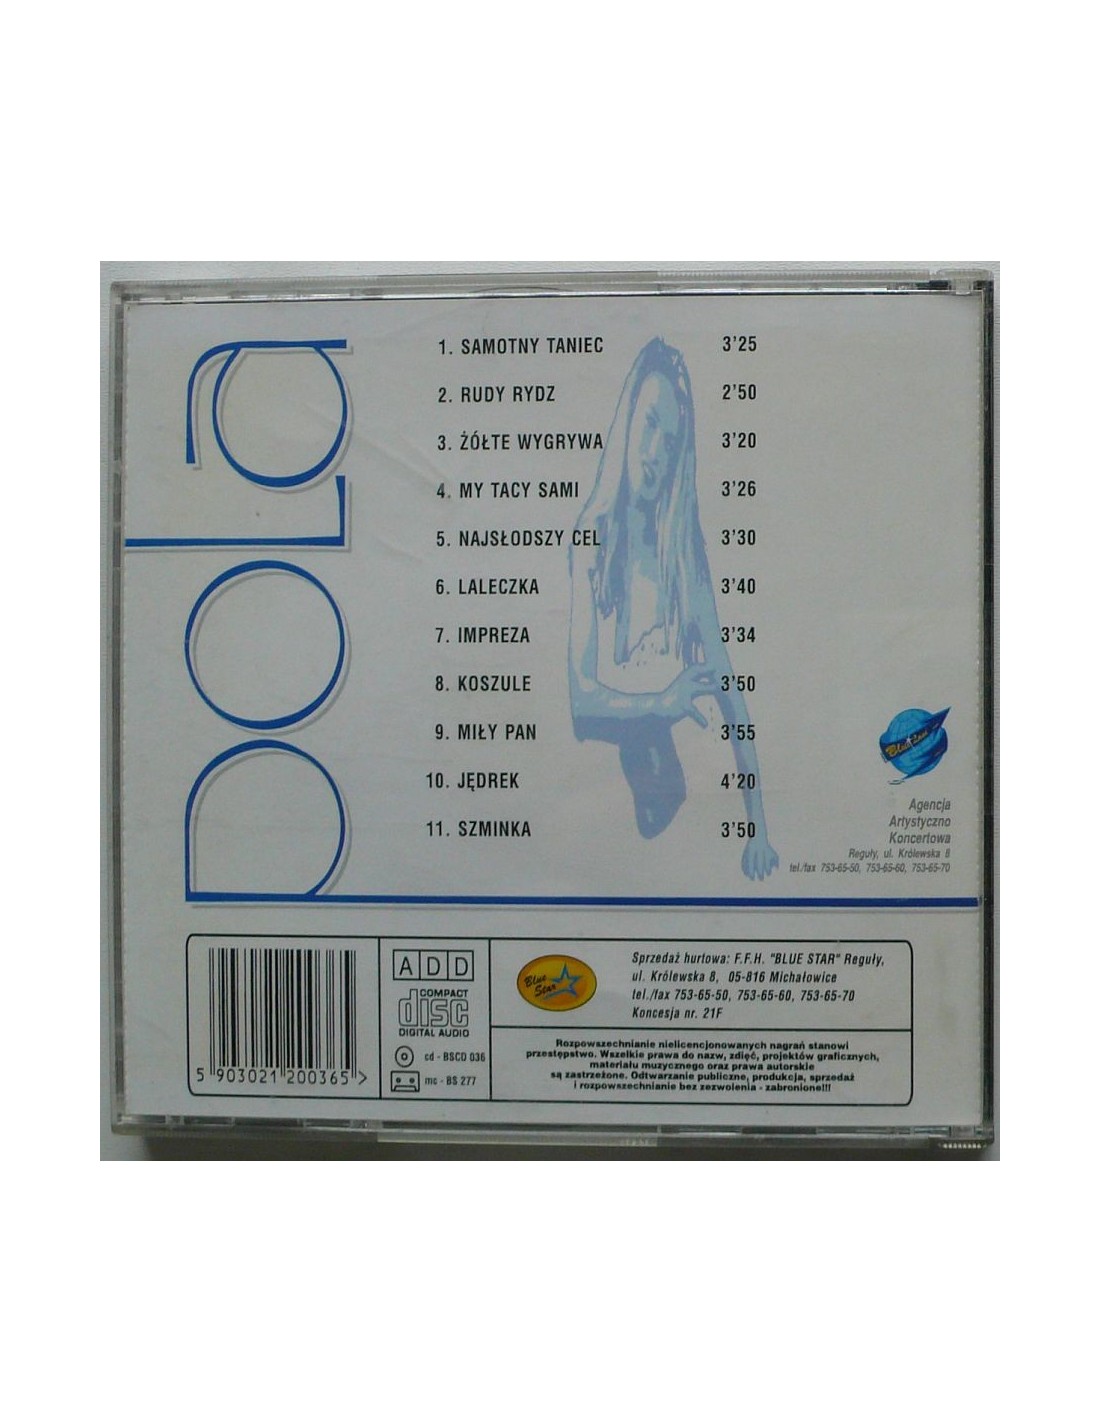 DOLA
1. SAMOTNY TANIEC 3'25
2. RUDY RYDZ 2'50
3. ŻÓŁTE WYGRYWA 3'20
4. MY TACY SAMI 3'26
5. NAJSŁODSZY CEL 3'30
6. LALECZKA 3'40
7. IMPREZA 3'34
8. KOSZULE 3'50
9. MIŁY PAN 3'55
10. JĘDREK 4'20
11. SZMINKA 3'50
Blue Star
Agencja
Artystyczno
Koncertowa
Reguły, ul. Królewska 8
tel./fax 753-65-50, 753-65-60, 753-65-70
5 903021 200365 >
ADD
COMPACT
disc
DIGITAL AUDIO
cd - BSCD 036
mc - BS 277
Blue
Star
Sprzedaż hurtowa: F.F.H. "BLUE STAR" Reguły,
ul. Królewska 8, 05-816 Michałowice
tel./fax 753-65-50, 753-65-60, 753-65-70
Koncesja nr. 21F
Rozpowszechnianie nielicencjonowanych nagrań stanowi
przestępstwo. Wszelkie prawa do nazw, zdjęć, projektów graficznych,
materiału muzycznego oraz prawa autorskie
są zastrzeżone. Odtwarzanie publiczne, produkcja, sprzedaż
i rozpowszechnianie bez zezwolenia - zabronione!!!